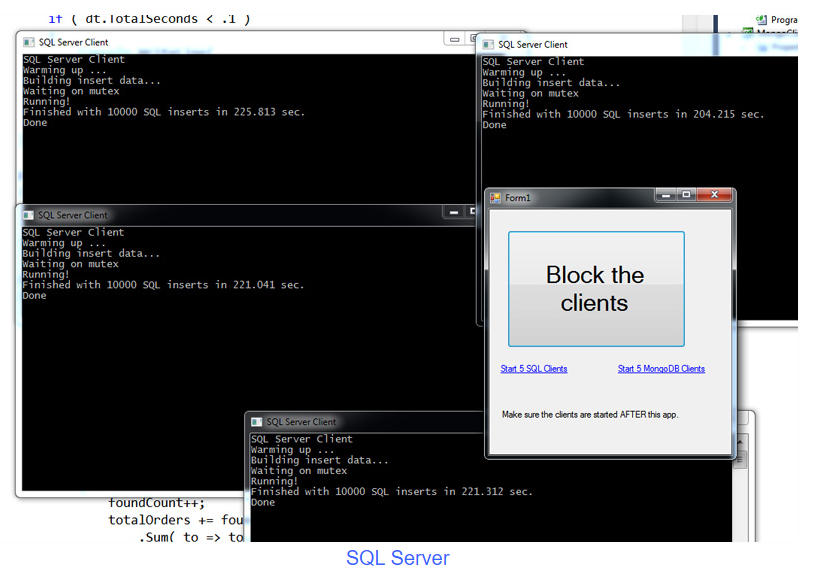 if ( dt.TotalSeconds < .1 )
Progra
SQL Server Client
SQL Server Client
Warming up ...
Building insert data...
Waiting on mutex
Running!
Finished with 10000 SQL inserts in 225.813 sec.
Done
SQL Server Client
SQL Server Client
Warming up ...
Building insert data...
Waiting on mutex
Running!
Finished with 10000 SQL inserts in 204.215 sec.
Done
SQL Server Client
SQL Server Client
Warming up ...
Building insert data...
Waiting on mutex
Running!
Finished with 10000 SQL inserts in 221.041 sec.
Done
Form1
Block the
clients
Start 5 SQL Clients
Start 5 MongoDB Clients
Make sure the clients are started AFTER this app.
SQL Server Client
SQL Server Client
Warming up ...
Building insert data...
Waiting on mutex
Running!
Finished with 10000 SQL inserts in 221.312 sec.
Done
foundCount++;
totalOrders += fou
.Sum( to => to
SQL Server